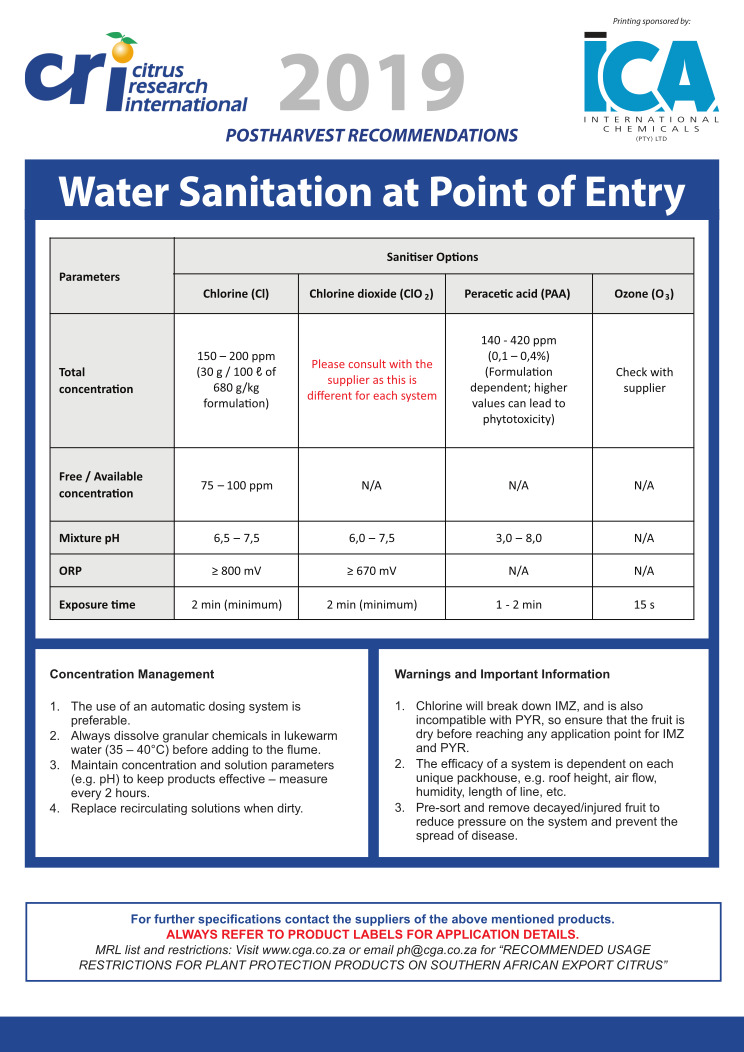 Printing sponsored by:
cri citrus
research
international
2019
ICA
INTERNATIONAL
CHEMICALS
(PTY) LTD
POSTHARVEST RECOMMENDATIONS
Water Sanitation at Point of Entry
Parameters
Sanitiser Options
Chlorine (Cl)
Chlorine dioxide (ClO₂)
Peracetic acid (PAA)
Ozone (O₃)
Total
concentration
150 – 200 ppm
(30 g / 100 ℓ of
680 g/kg
formulation)
Please consult with the
supplier as this is
different for each system
140 - 420 ppm
(0,1 – 0,4%)
(Formulation
dependent; higher
values can lead to
phytotoxicity)
Check with
supplier
Free / Available
concentration
75 – 100 ppm
N/A
N/A
N/A
Mixture pH
6,5 – 7,5
6,0 – 7,5
3,0 – 8,0
N/A
ORP
≥ 800 mV
≥ 670 mV
N/A
N/A
Exposure time
2 min (minimum)
2 min (minimum)
1 - 2 min
15 s
Concentration Management
1. The use of an automatic dosing system is
preferable.
2. Always dissolve granular chemicals in lukewarm
water (35 – 40°C) before adding to the flume.
3. Maintain concentration and solution parameters
(e.g. pH) to keep products effective – measure
every 2 hours.
4. Replace recirculating solutions when dirty.
Warnings and Important Information
1. Chlorine will break down IMZ, and is also
incompatible with PYR, so ensure that the fruit is
dry before reaching any application point for IMZ
and PYR.
2. The efficacy of a system is dependent on each
unique packhouse, e.g. roof height, air flow,
humidity, length of line, etc.
3. Pre-sort and remove decayed/injured fruit to
reduce pressure on the system and prevent the
spread of disease.
For further specifications contact the suppliers of the above mentioned products.
ALWAYS REFER TO PRODUCT LABELS FOR APPLICATION DETAILS.
MRL list and restrictions: Visit www.cga.co.za or email ph@cga.co.za for “RECOMMENDED USAGE
RESTRICTIONS FOR PLANT PROTECTION PRODUCTS ON SOUTHERN AFRICAN EXPORT CITRUS”